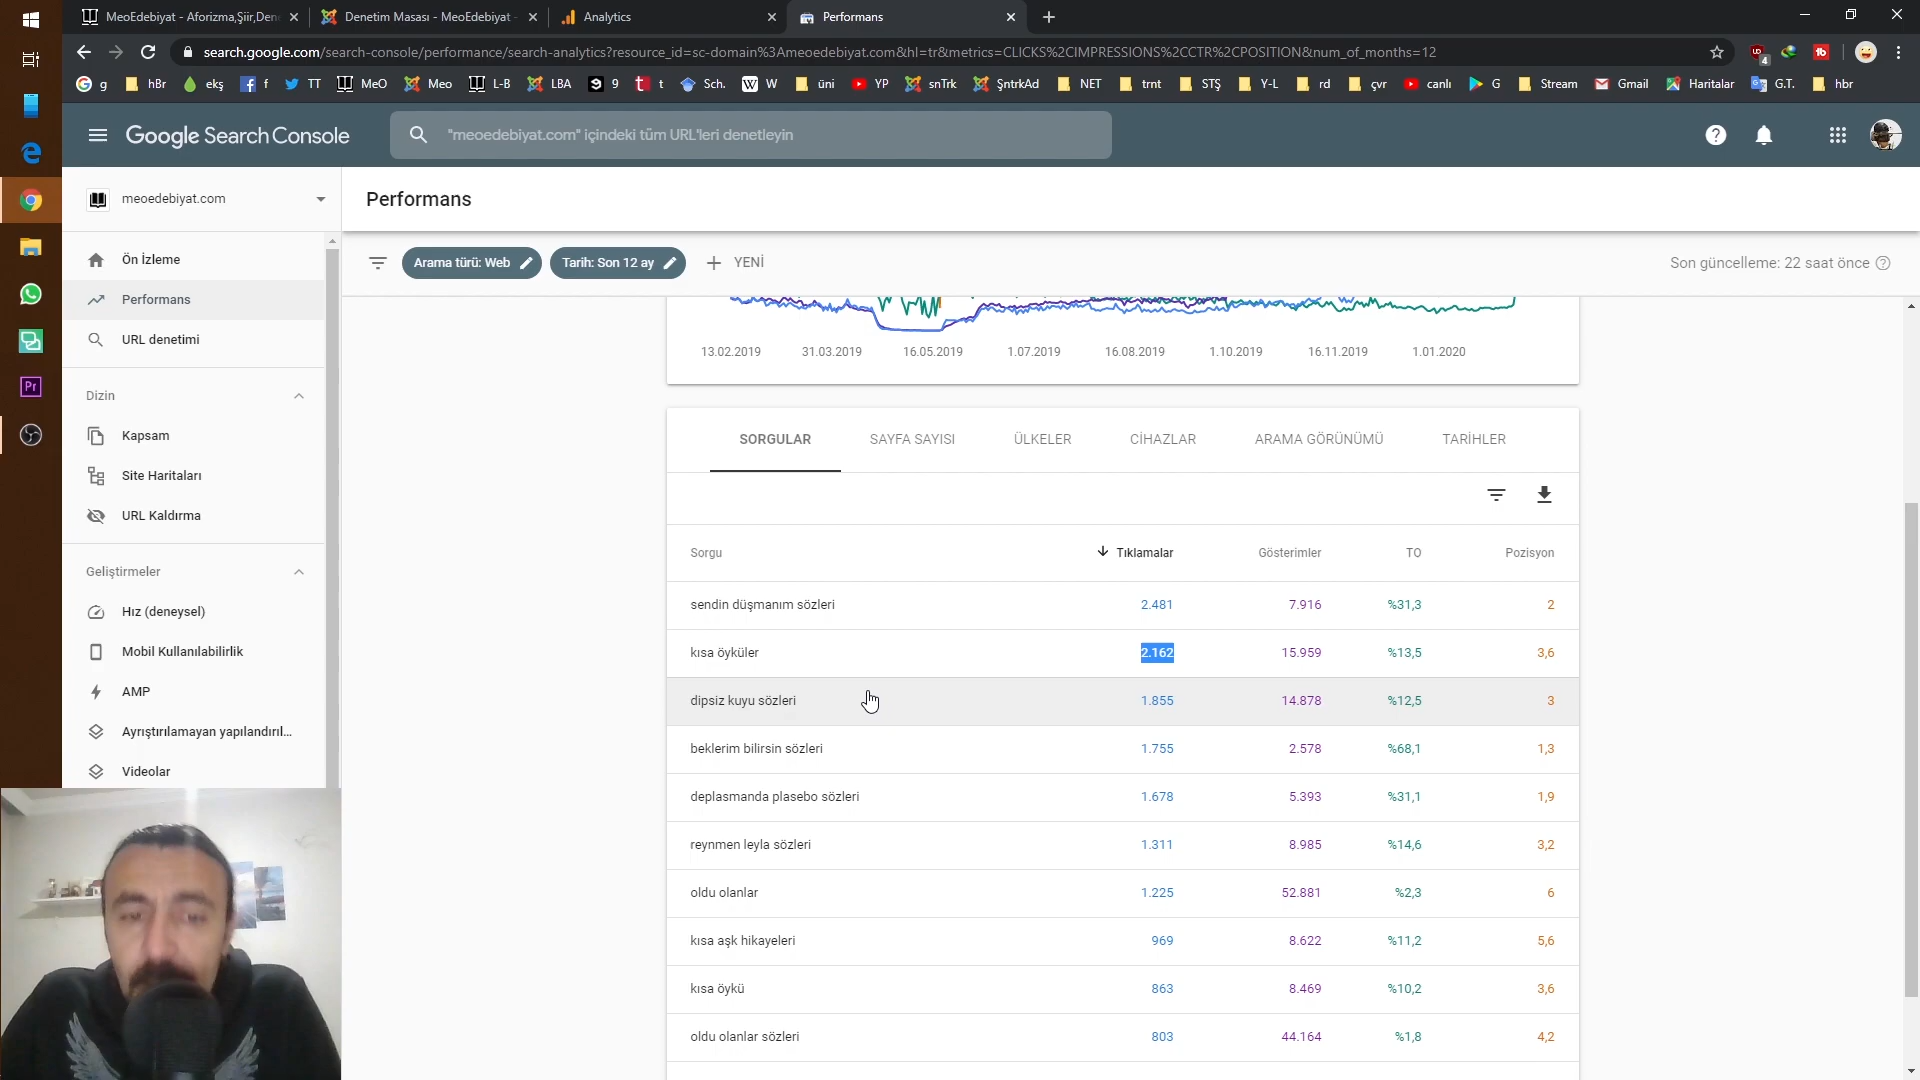 MeoEdebiyat - Aforizma,Şiir,Den
Denetim Masası - MeoEdebiyat -
Analytics
Performans
search.google.com/search-console/performance/search-analytics?resource_id=sc-domain%3Ameoedebiyat.com&hl=tr&metrics=CLICKS%2CIMPRESSIONS%2CCTR%2CPOSITION&num_of_months=12
4
g hBr ekş f TT MeO Meo L-B LBA 9 t Sch. W üni YP snTrk ŞntrkAd NET trnt STŞ Y-L rd çvr canlı G Stream Gmail Haritalar G.T. hbr
Google Search Console
"meoedebiyat.com" içindeki tüm URL'leri denetleyin
meoedebiyat.com
Performans
Ön İzleme
Performans
URL denetimi
Dizin
Kapsam
Site Haritaları
URL Kaldırma
Geliştirmeler
Hız (deneysel)
Mobil Kullanılabilirlik
AMP
Ayrıştırılamayan yapılandırıl...
Videolar
Pr
Arama türü: Web
Tarih: Son 12 ay
YENİ
Son güncelleme: 22 saat önce
13.02.2019 31.03.2019 16.05.2019 1.07.2019 16.08.2019 1.10.2019 16.11.2019 1.01.2020
SORGULAR SAYFA SAYISI ÜLKELER CİHAZLAR ARAMA GÖRÜNÜMÜ TARİHLER
Sorgu Tıklamalar Gösterimler TO Pozisyon
sendin düşmanım sözleri 2.481 7.916 %31,3 2
kısa öyküler 2.162 15.959 %13,5 3,6
dipsiz kuyu sözleri 1.855 14.878 %12,5 3
beklerim bilirsin sözleri 1.755 2.578 %68,1 1,3
deplasmanda plasebo sözleri 1.678 5.393 %31,1 1,9
reynmen leyla sözleri 1.311 8.985 %14,6 3,2
oldu olanlar 1.225 52.881 %2,3 6
kısa aşk hikayeleri 969 8.622 %11,2 5,6
kısa öykü 863 8.469 %10,2 3,6
oldu olanlar sözleri 803 44.164 %1,8 4,2